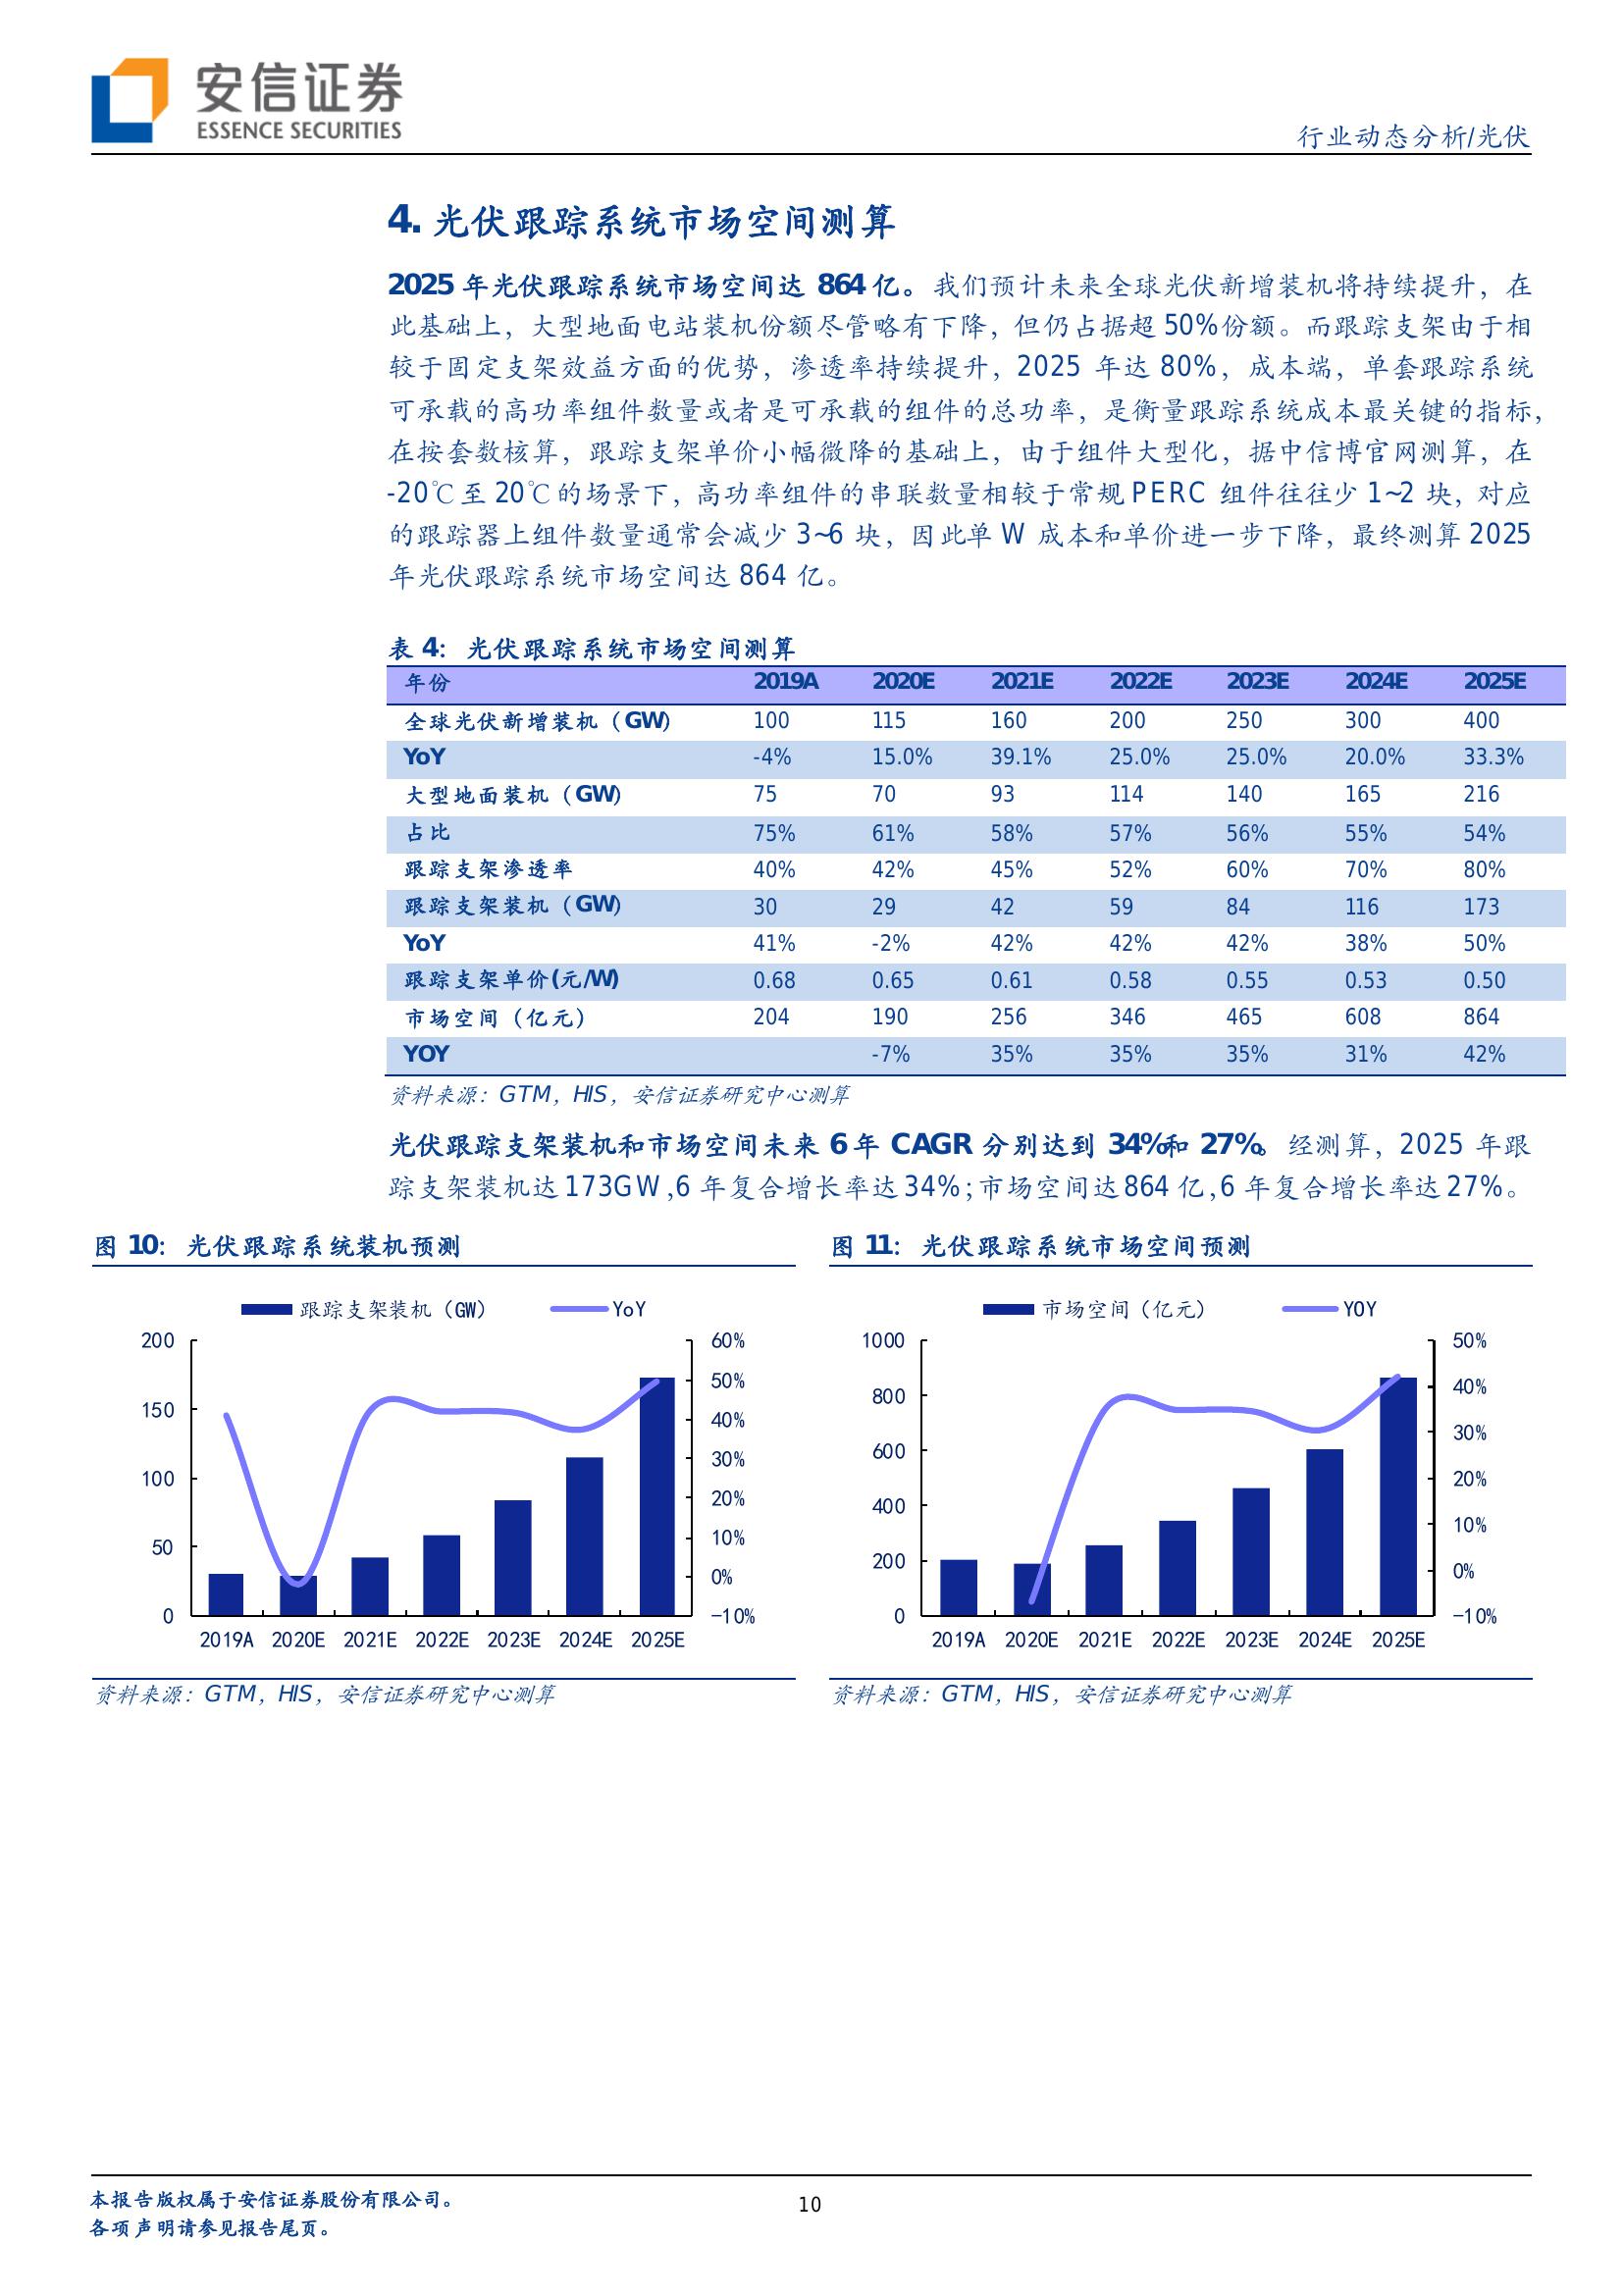 安信证券
ESSENCE SECURITIES
行业动态分析/光伏
4. 光伏跟踪系统市场空间测算
2025 年光伏跟踪系统市场空间达 864 亿。我们预计未来全球光伏新增装机将持续提升，在
此基础上，大型地面电站装机份额尽管略有下降，但仍占据超 50%份额。而跟踪支架由于相
较于固定支架效益方面的优势，渗透率持续提升，2025 年达 80%，成本端，单套跟踪系统
可承载的高功率组件数量或者是可承载的组件的总功率，是衡量跟踪系统成本最关键的指标，
在按套数核算，跟踪支架单价小幅微降的基础上，由于组件大型化，据中信博官网测算，在
-20℃至 20℃的场景下，高功率组件的串联数量相较于常规 PERC 组件往往少 1~2 块，对应
的跟踪器上组件数量通常会减少 3~6 块，因此单 W 成本和单价进一步下降，最终测算 2025
年光伏跟踪系统市场空间达 864 亿。
表 4：光伏跟踪系统市场空间测算
年份 2019A 2020E 2021E 2022E 2023E 2024E 2025E
全球光伏新增装机（GW） 100 115 160 200 250 300 400
YoY -4% 15.0% 39.1% 25.0% 25.0% 20.0% 33.3%
大型地面装机（GW） 75 70 93 114 140 165 216
占比 75% 61% 58% 57% 56% 55% 54%
跟踪支架渗透率 40% 42% 45% 52% 60% 70% 80%
跟踪支架装机（GW） 30 29 42 59 84 116 173
YoY 41% -2% 42% 42% 42% 38% 50%
跟踪支架单价(元/W) 0.68 0.65 0.61 0.58 0.55 0.53 0.50
市场空间（亿元） 204 190 256 346 465 608 864
YOY -7% 35% 35% 35% 31% 42%
资料来源：GTM，HIS，安信证券研究中心测算
光伏跟踪支架装机和市场空间未来 6 年 CAGR 分别达到 34%和 27%。经测算，2025 年跟
踪支架装机达 173GW,6 年复合增长率达 34%;市场空间达 864 亿,6 年复合增长率达 27%。
图 10：光伏跟踪系统装机预测
跟踪支架装机（GW） YoY
200 60%
50%
150
40%
30%
100
20%
10%
50
0%
0 -10%
2019A 2020E 2021E 2022E 2023E 2024E 2025E
资料来源：GTM，HIS，安信证券研究中心测算
图 11：光伏跟踪系统市场空间预测
市场空间（亿元） YOY
1000 50%
800 40%
30%
600
20%
400
10%
200 0%
0 -10%
2019A 2020E 2021E 2022E 2023E 2024E 2025E
资料来源：GTM，HIS，安信证券研究中心测算
本报告版权属于安信证券股份有限公司。
各项声明请参见报告尾页。
10